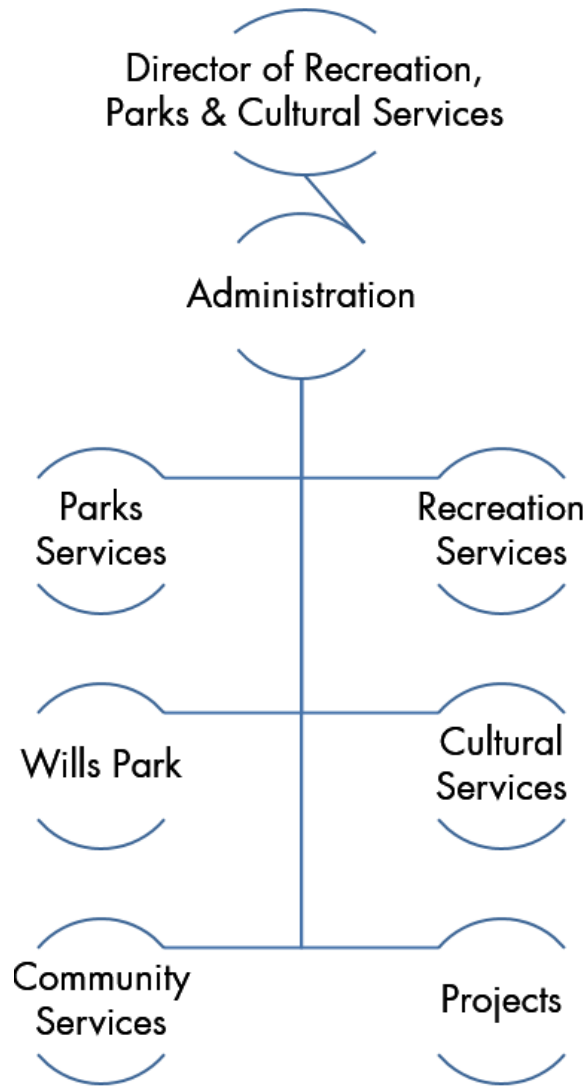 Director of Recreation,
Parks & Cultural Services
Administration
Parks
Services
Recreation
Services
Wills Park
Cultural
Services
Community
Services
Projects